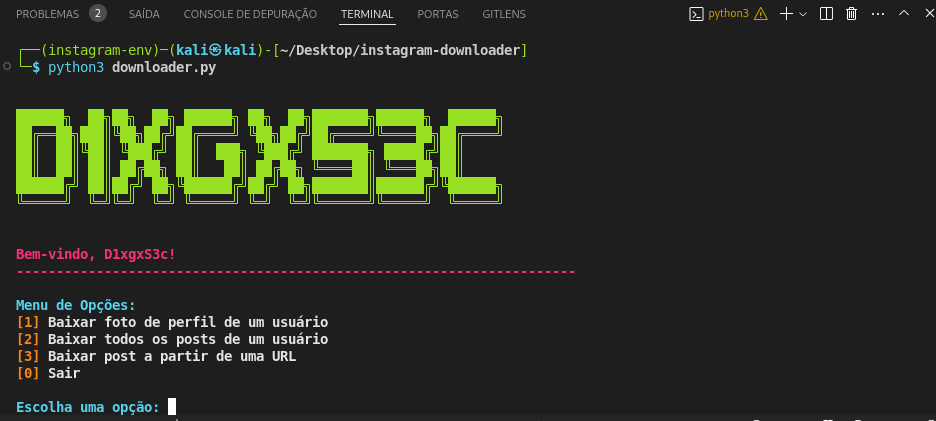 PROBLEMAS 2 SAÍDA CONSOLE DE DEPURAÇÃO TERMINAL PORTAS GITLENS python3
(instagram-env)-(kali㉿kali)-[~/Desktop/instagram-downloader]
$ python3 downloader.py
D1XGXS3C
Bem-vindo, D1xgxS3c!
----------------------------------------------------------------------
Menu de Opções:
[1] Baixar foto de perfil de um usuário
[2] Baixar todos os posts de um usuário
[3] Baixar post a partir de uma URL
[0] Sair
Escolha uma opção: